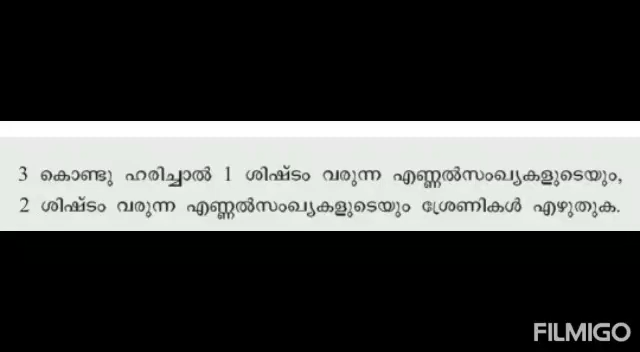 3 കൊണ്ടു ഹരിച്ചാൽ 1 ശിഷ്ടം വരുന്ന എണ്ണൽസംഖ്യകളുടെയും,
2 ശിഷ്ടം വരുന്ന എണ്ണൽസംഖ്യകളുടെയും ശ്രേണികൾ എഴുതുക.
FILMIGO